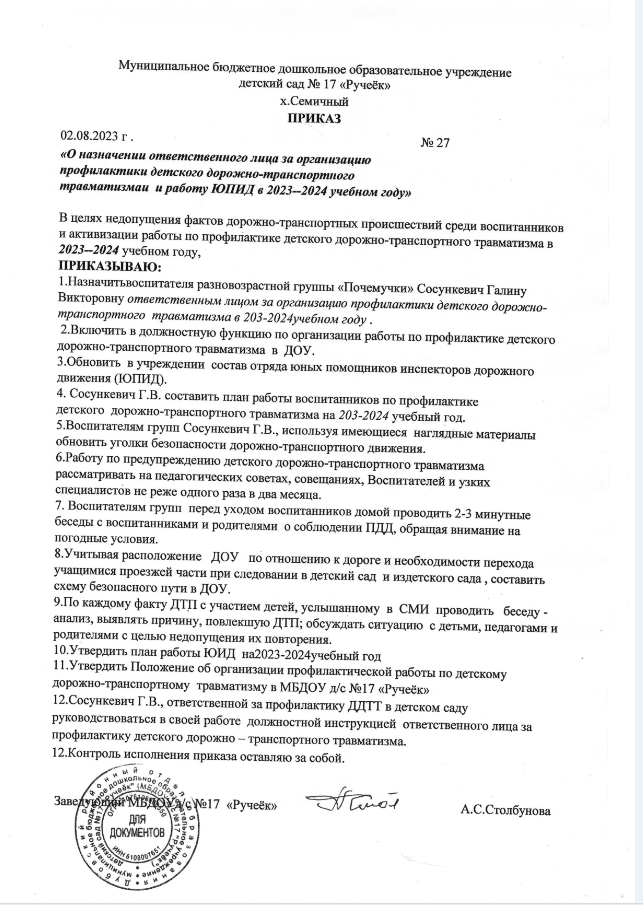 Муниципальное бюджетное дошкольное образовательное учреждение
детский сад № 17 «Ручеёк»
х.Семичный
ПРИКАЗ
02.08.2023 г .
№ 27
«О назначении ответственного лица за организацию
профилактики детского дорожно-транспортного
травматизмаи и работу ЮПИД в 2023--2024 учебном году»
В целях недопущения фактов дорожно-транспортных происшествий среди воспитанников
и активизации работы по профилактике детского дорожно-транспортного травматизма в
2023--2024 учебном году,
ПРИКАЗЫВАЮ:
1.Назначитьвоспитателя разновозрастной группы «Почемучки» Сосункевич Галину
Викторовну ответственным лицом за организацию профилактики детского дорожно-
транспортного травматизма в 203-2024учебном году .
2.Включить в должностную функцию по организации работы по профилактике детского
дорожно-транспортного травматизма в ДОУ.
3.Обновить в учреждении состав отряда юных помощников инспекторов дорожного
движения (ЮПИД).
4. Сосункевич Г.В. составить план работы воспитанников по профилактике
детского дорожно-транспортного травматизма на 203-2024 учебный год.
5.Воспитателям групп Сосункевич Г.В., используя имеющиеся наглядные материалы
обновить уголки безопасности дорожно-транспортного движения.
6.Работу по предупреждению детского дорожно-транспортного травматизма
рассматривать на педагогических советах, совещаниях, Воспитателей и узких
специалистов не реже одного раза в два месяца.
7. Воспитателям групп перед уходом воспитанников домой проводить 2-3 минутные
беседы с воспитанниками и родителями о соблюдении ПДД, обращая внимание на
погодные условия.
8.Учитывая расположение ДОУ по отношению к дороге и необходимости перехода
учащимися проезжей части при следовании в детский сад и издетского сада , составить
схему безопасного пути в ДОУ.
9.По каждому факту ДТП с участием детей, услышанному в СМИ проводить беседу -
анализ, выявлять причину, повлекшую ДТП; обсуждать ситуацию с детьми, педагогами и
родителями с целью недопущения их повторения.
10.Утвердить план работы ЮИД на2023-2024учебный год
11.Утвердить Положение об организации профилактической работы по детскому
дорожно-транспортному травматизму в МБДОУ д/с №17 «Ручеёк»
12.Сосункевич Г.В., ответственной за профилактику ДДТТ в детском саду
руководствоваться в своей работе должностной инструкцией ответственного лица за
профилактику детского дорожно – транспортного травматизма.
12.Контроль исполнения приказа оставляю за собой.
Заведующий МБДОУ д/с №17 «Ручеёк»
А.С.Столбунова
ДЛЯ
ДОКУМЕНТОВ